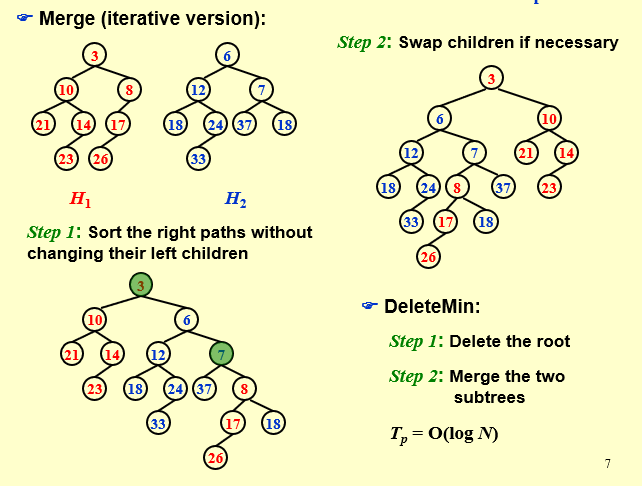 ☞ Merge (iterative version):
3
10 8
21 14 17
23 26
H1
6
12 7
18 24 37 18
33
H2
Step 1: Sort the right paths without
changing their left children
3
10 6
21 14 12 7
23 18 24 37 8
33 17 18
26
Step 2: Swap children if necessary
3
6 10
12 7 21 14
18 24 8 37 23
33 17 18
26
☞ DeleteMin:
Step 1: Delete the root
Step 2: Merge the two
subtrees
Tp = O(log N)
7